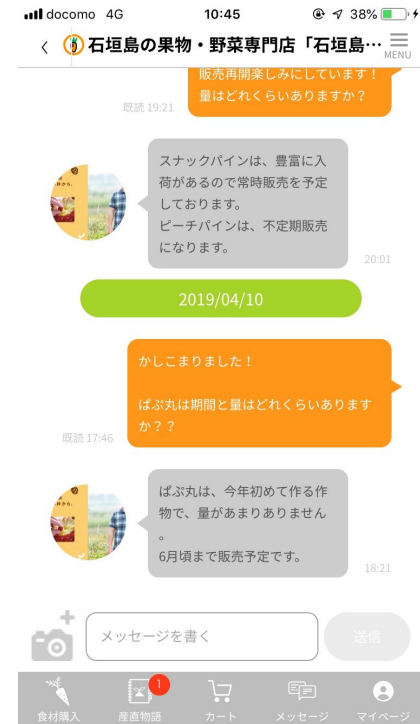 docomo 4G 10:45 38%
石垣島の果物・野菜専門店「石垣島…
MENU
販売再開楽しみにしています！
量はどれくらいありますか？
既読 19:21
スナックパインは、豊富に入
荷があるので常時販売を予定
しております。
ピーチパインは、不定期販売
になります。
20:01
2019/04/10
かしこまりました！
ぱぷ丸は期間と量はどれくらいあります
か？？
既読 17:46
ぱぷ丸は、今年初めて作る作
物で、量があまりありません
。
6月頃まで販売予定です。
18:21
メッセージを書く
送信
1
食材購入 産直物語 カート メッセージ マイページ